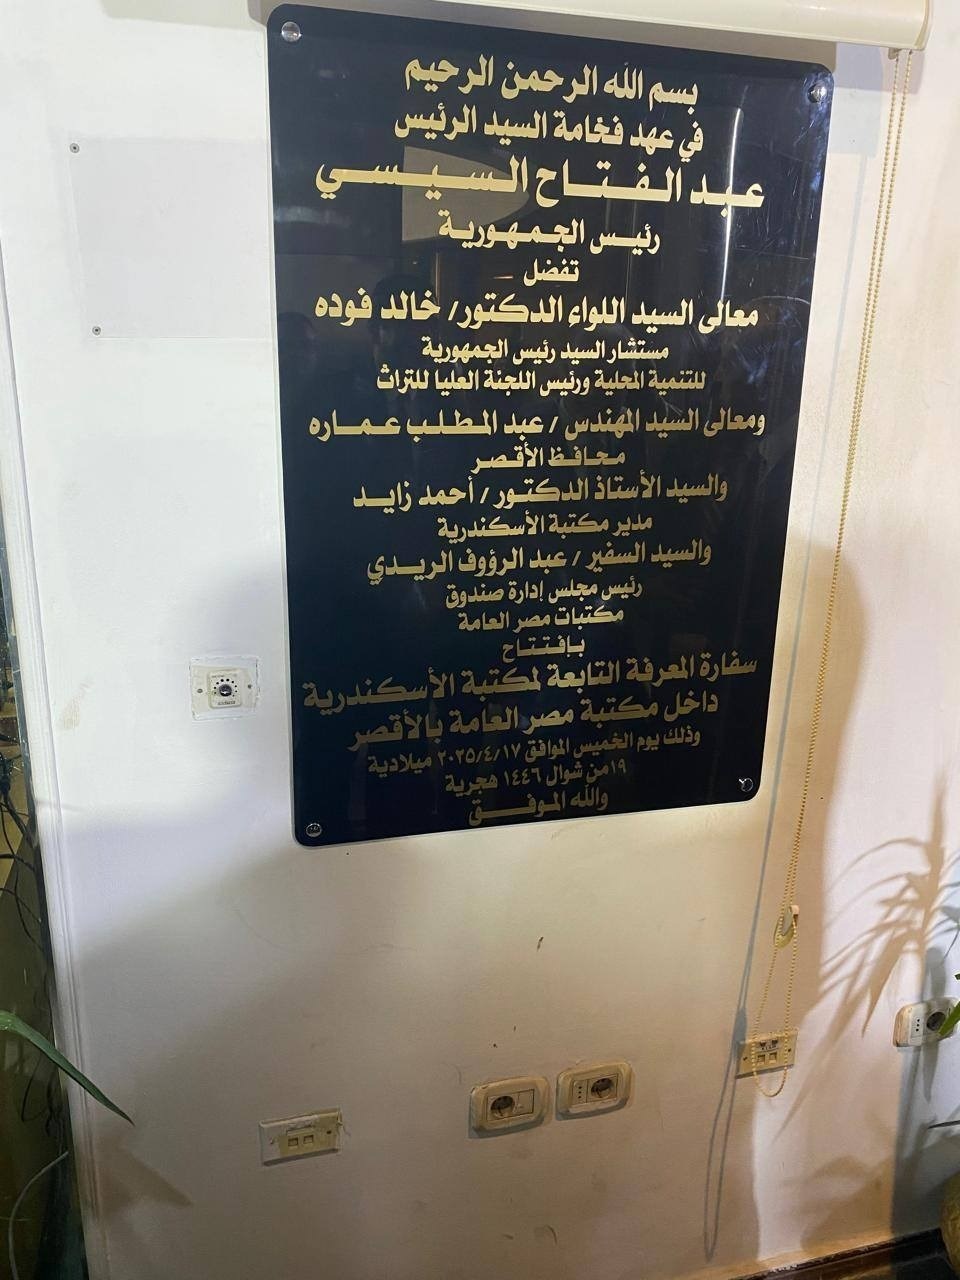 بسم الله الرحمن الرحيم
في عهد فخامة السيد الرئيس
عبد الفتاح السيسي
رئيس الجمهورية
تفضل
معالى السيد اللواء الدكتور/ خالد فوده
مستشار السيد رئيس الجمهورية
للتنمية المحلية ورئيس اللجنة العليا للتراث
ومعالى السيد المهندس / عبد المطلب عماره
محافظ الأقصر
والسيد الأستاذ الدكتور / أحمد زايد
مدير مكتبة الأسكندرية
والسيد السفير / عبد الرؤوف الريدي
رئيس مجلس إدارة صندوق
مكتبات مصر العامة
بإفتتاح
سفارة المعرفة التابعة لمكتبة الأسكندرية
داخل مكتبة مصر العامة بالأقصر
وذلك يوم الخميس الموافق ٢٠٢٥/٤/١٧ ميلادية
١٩من شوال ١٤٤٦ هجرية
والله الموفق